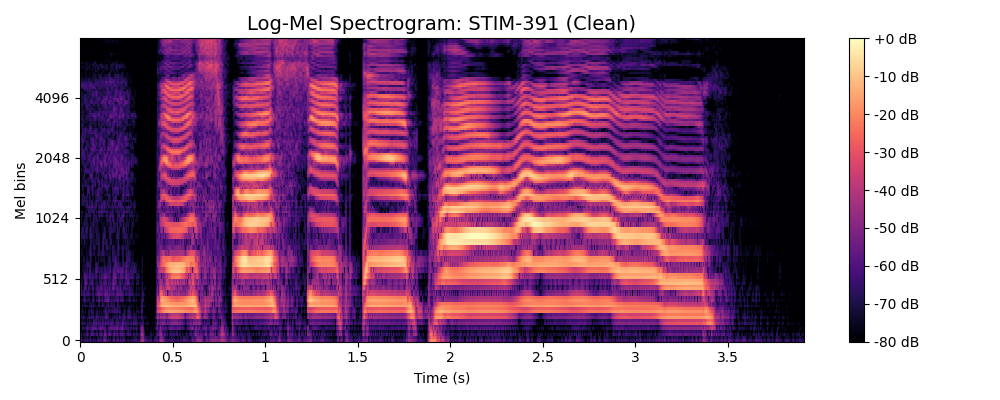 Log-Mel Spectrogram: STIM-391 (Clean)
+0 dB
-10 dB
-20 dB
-30 dB
-40 dB
-50 dB
-60 dB
-70 dB
-80 dB
Mel bins
4096
2048
1024
512
0
0 0.5 1 1.5 2 2.5 3 3.5
Time (s)